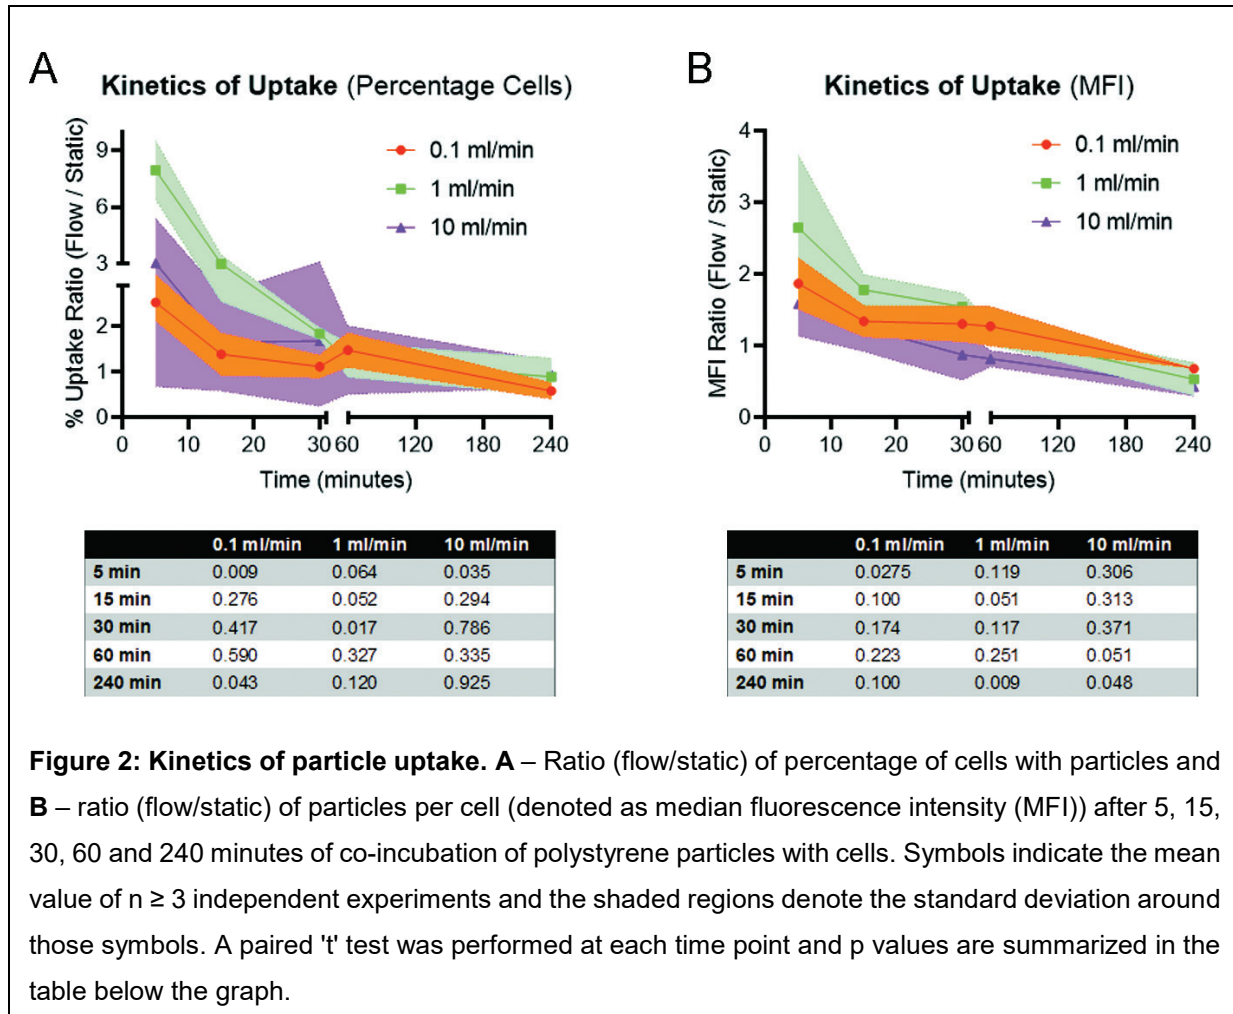 A
Kinetics of Uptake (Percentage Cells)
% Uptake Ratio (Flow / Static)
9
6
3
2
1
0
0.1 ml/min
1 ml/min
10 ml/min
0 10 20 30 60 120 180 240
Time (minutes)
0.1 ml/min 1 ml/min 10 ml/min
5 min 0.009 0.064 0.035
15 min 0.276 0.052 0.294
30 min 0.417 0.017 0.786
60 min 0.590 0.327 0.335
240 min 0.043 0.120 0.925
B
Kinetics of Uptake (MFI)
MFI Ratio (Flow / Static)
4
3
2
1
0
0.1 ml/min
1 ml/min
10 ml/min
0 10 20 30 60 120 180 240
Time (minutes)
0.1 ml/min 1 ml/min 10 ml/min
5 min 0.0275 0.119 0.306
15 min 0.100 0.051 0.313
30 min 0.174 0.117 0.371
60 min 0.223 0.251 0.051
240 min 0.100 0.009 0.048
Figure 2: Kinetics of particle uptake. A – Ratio (flow/static) of percentage of cells with particles and
B – ratio (flow/static) of particles per cell (denoted as median fluorescence intensity (MFI)) after 5, 15,
30, 60 and 240 minutes of co-incubation of polystyrene particles with cells. Symbols indicate the mean
value of n ≥ 3 independent experiments and the shaded regions denote the standard deviation around
those symbols. A paired 't' test was performed at each time point and p values are summarized in the
table below the graph.